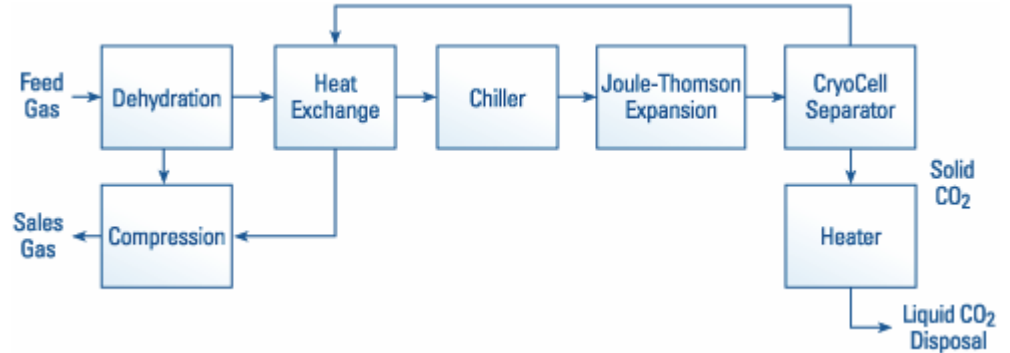 Feed
Gas
Dehydration
Heat
Exchange
Chiller
Joule-Thomson
Expansion
CryoCell
Separator
Solid
CO2
Sales
Gas
Compression
Heater
Liquid CO2
Disposal